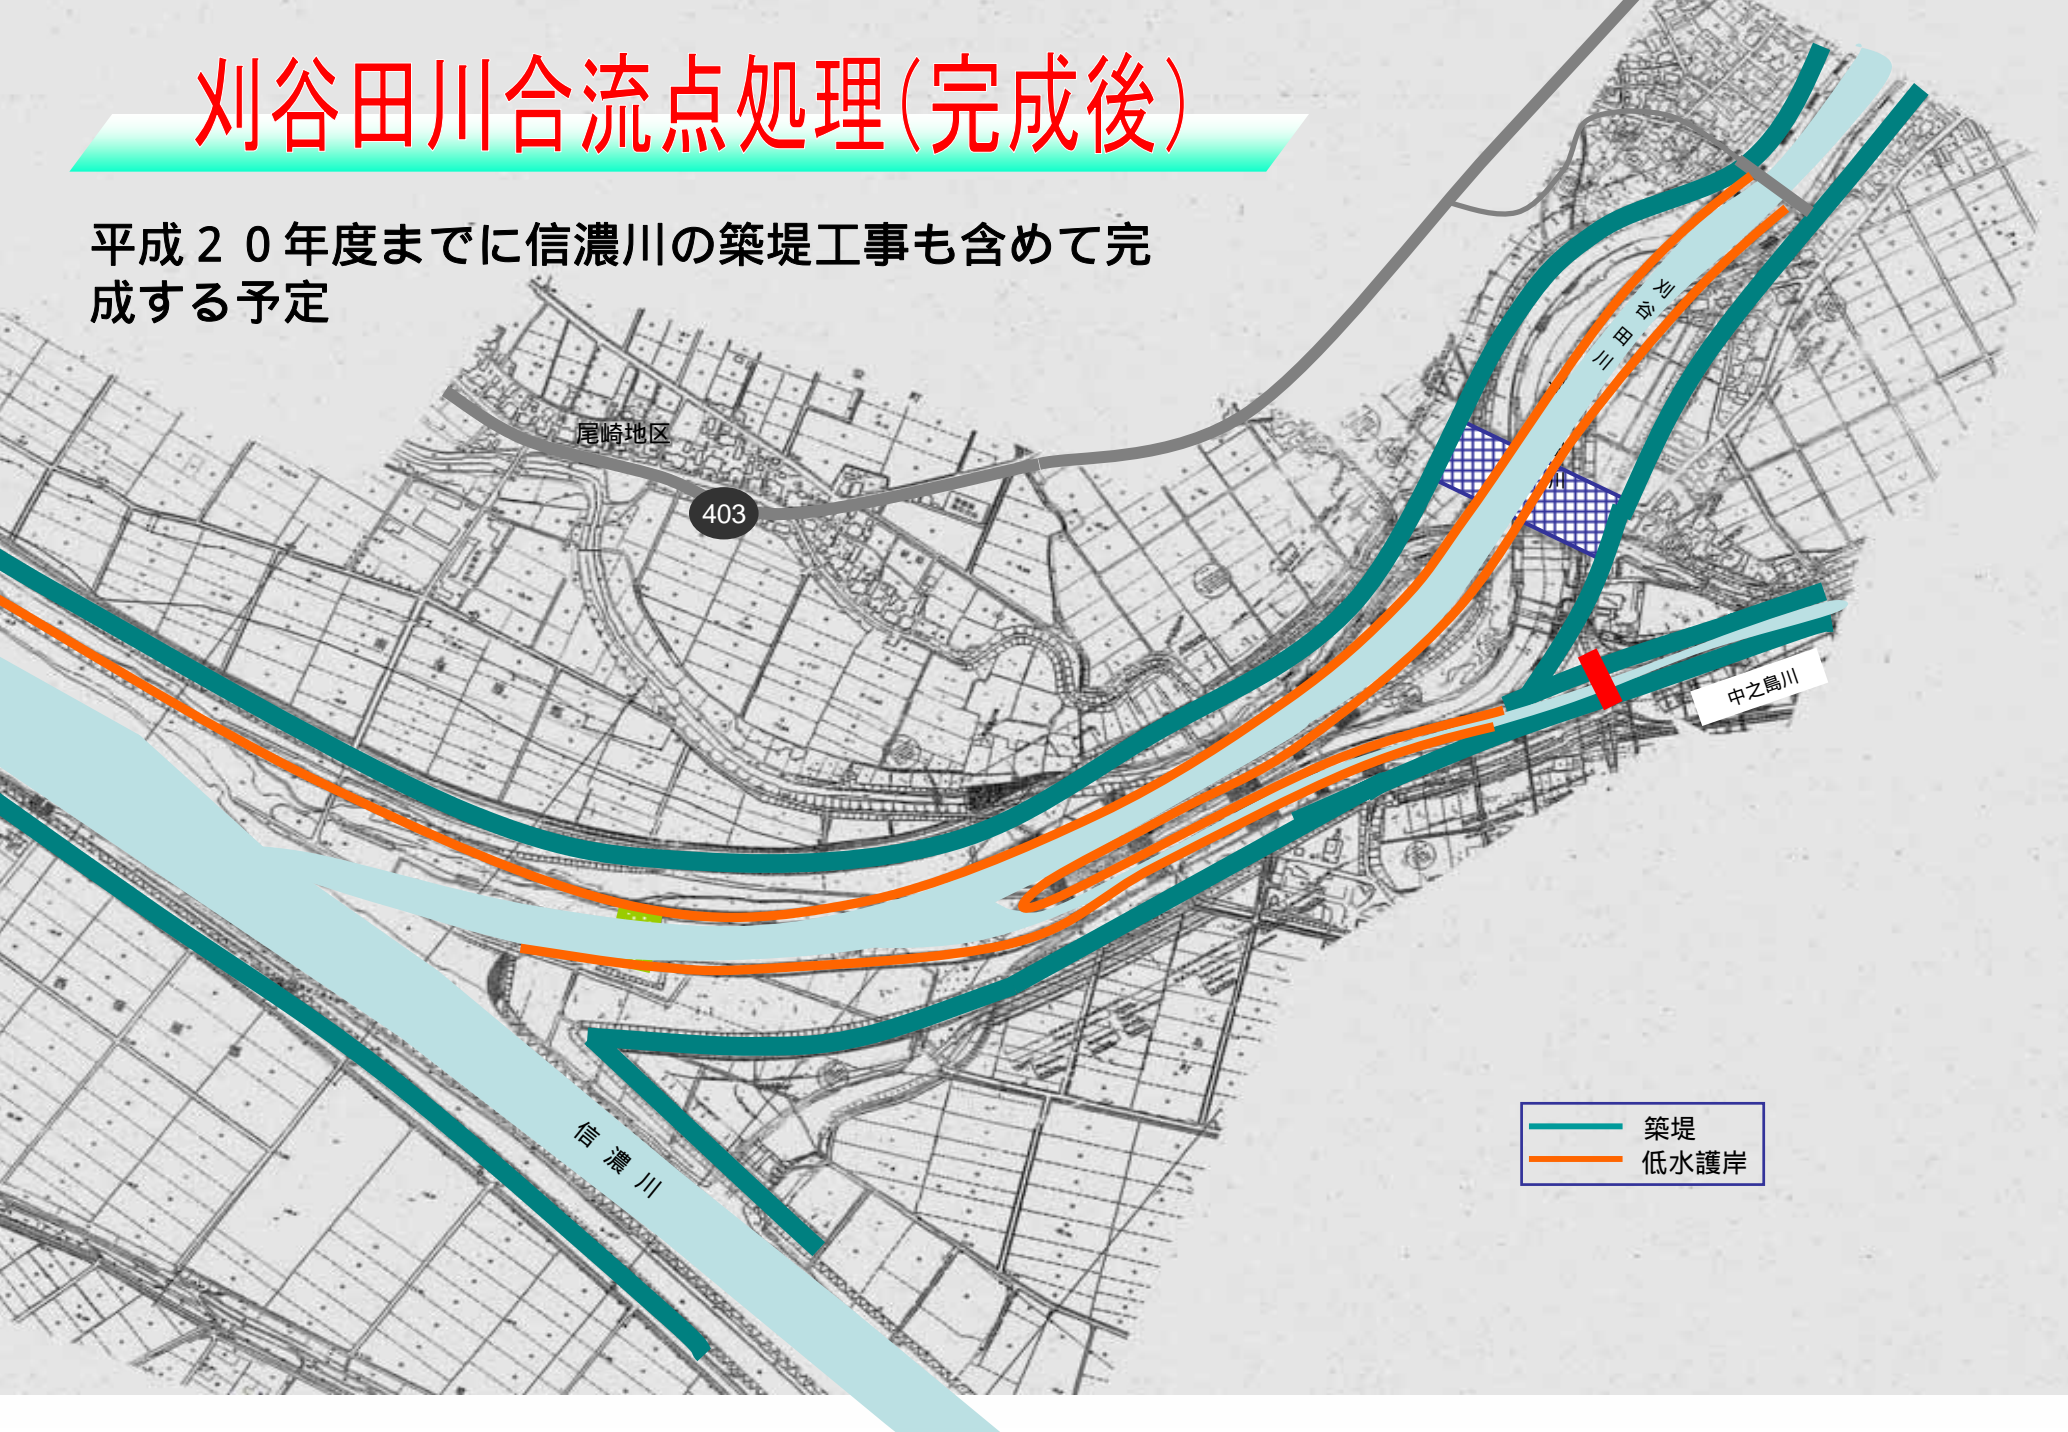 刈谷田川合流点処理(完成後)
平成２０年度までに信濃川の築堤工事も含めて完
成する予定
刈谷田川
尾崎地区
403
川
中之島川
信濃川
築堤
低水護岸